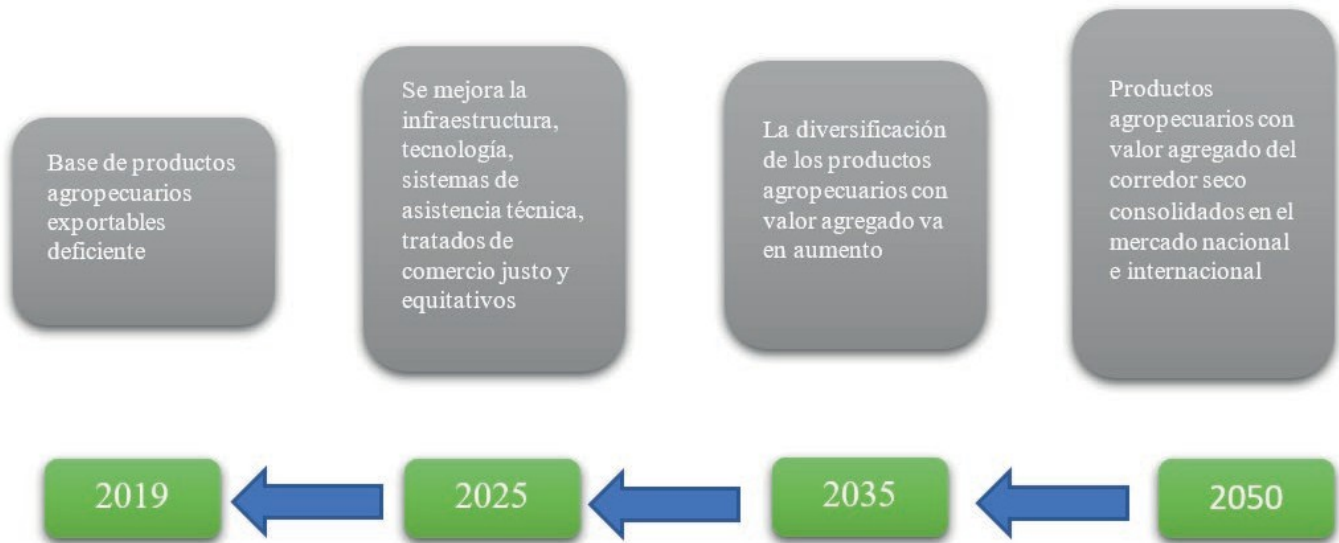 Base de productos
agropecuarios
exportables
deficiente
Se mejora la
infraestructura,
tecnología,
sistemas de
asistencia técnica,
tratados de
comercio justo y
equitativos
La diversificación
de los productos
agropecuarios con
valor agregado va
en aumento
Productos
agropecuarios con
valor agregado del
corredor seco
consolidados en el
mercado nacional
e internacional
2019
2025
2035
2050